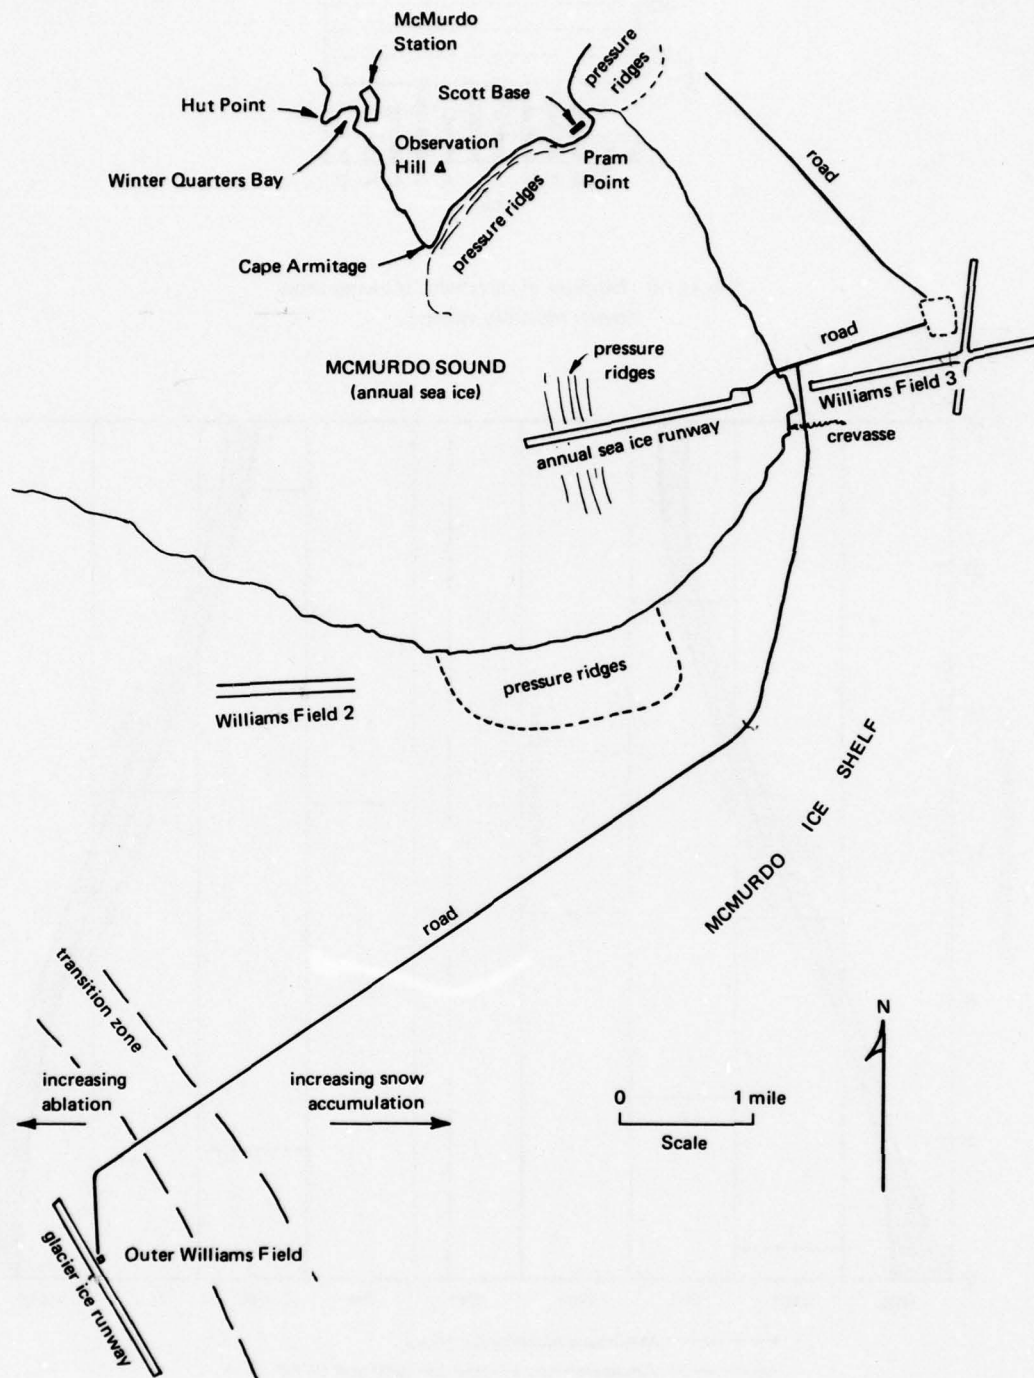 McMurdo
Station
pressure
ridges
Hut Point
Scott Base
Observation
Hill
Winter Quarters Bay
Pram
Point
road
pressure ridges
Cape Armitage
road
MCMURDO SOUND
(annual sea ice)
pressure
ridges
Williams Field 3
annual sea ice runway
crevasse
pressure ridges
Williams Field 2
MCMURDO ICE SHELF
road
transition zone
N
increasing
ablation
increasing snow
accumulation
0 1 mile
Scale
Outer Williams Field
glacier ice runway